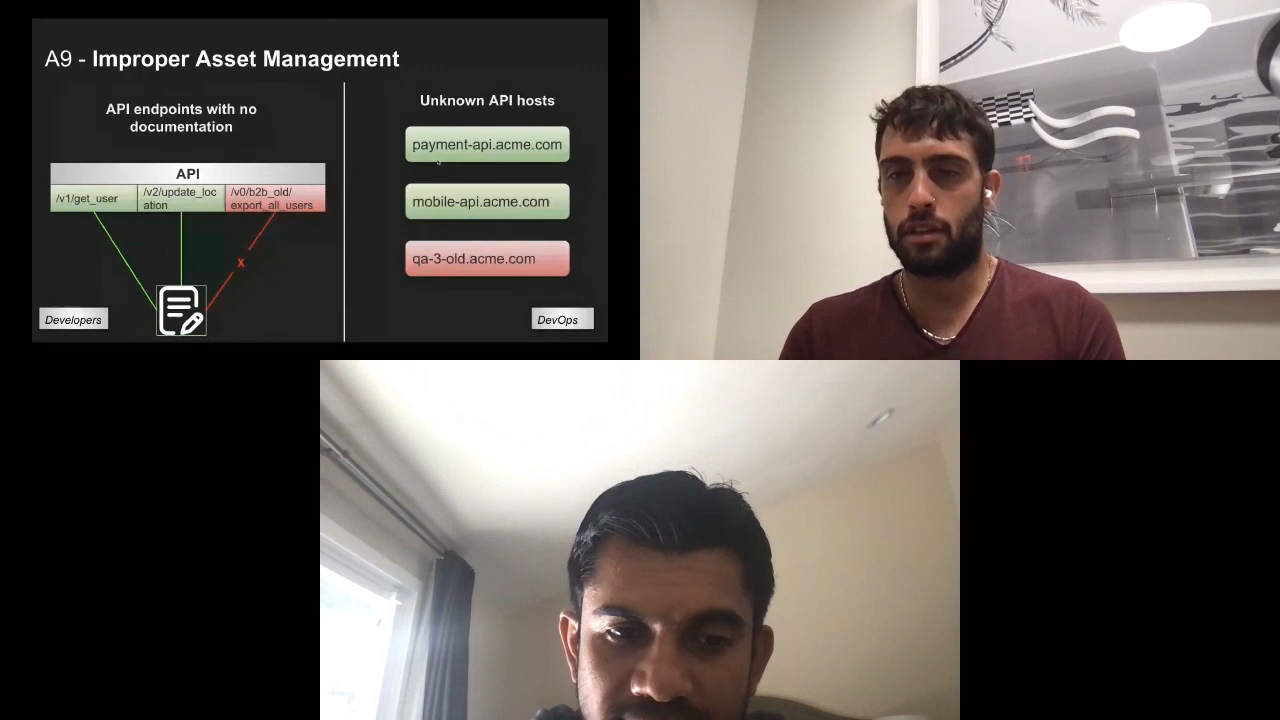 A9 - Improper Asset Management
API endpoints with no
documentation
API
/v1/get_user
/v2/update_loc
ation
/v0/b2b_old/
export_all_users
X
Developers
Unknown API hosts
payment-api.acme.com
mobile-api.acme.com
qa-3-old.acme.com
DevOps